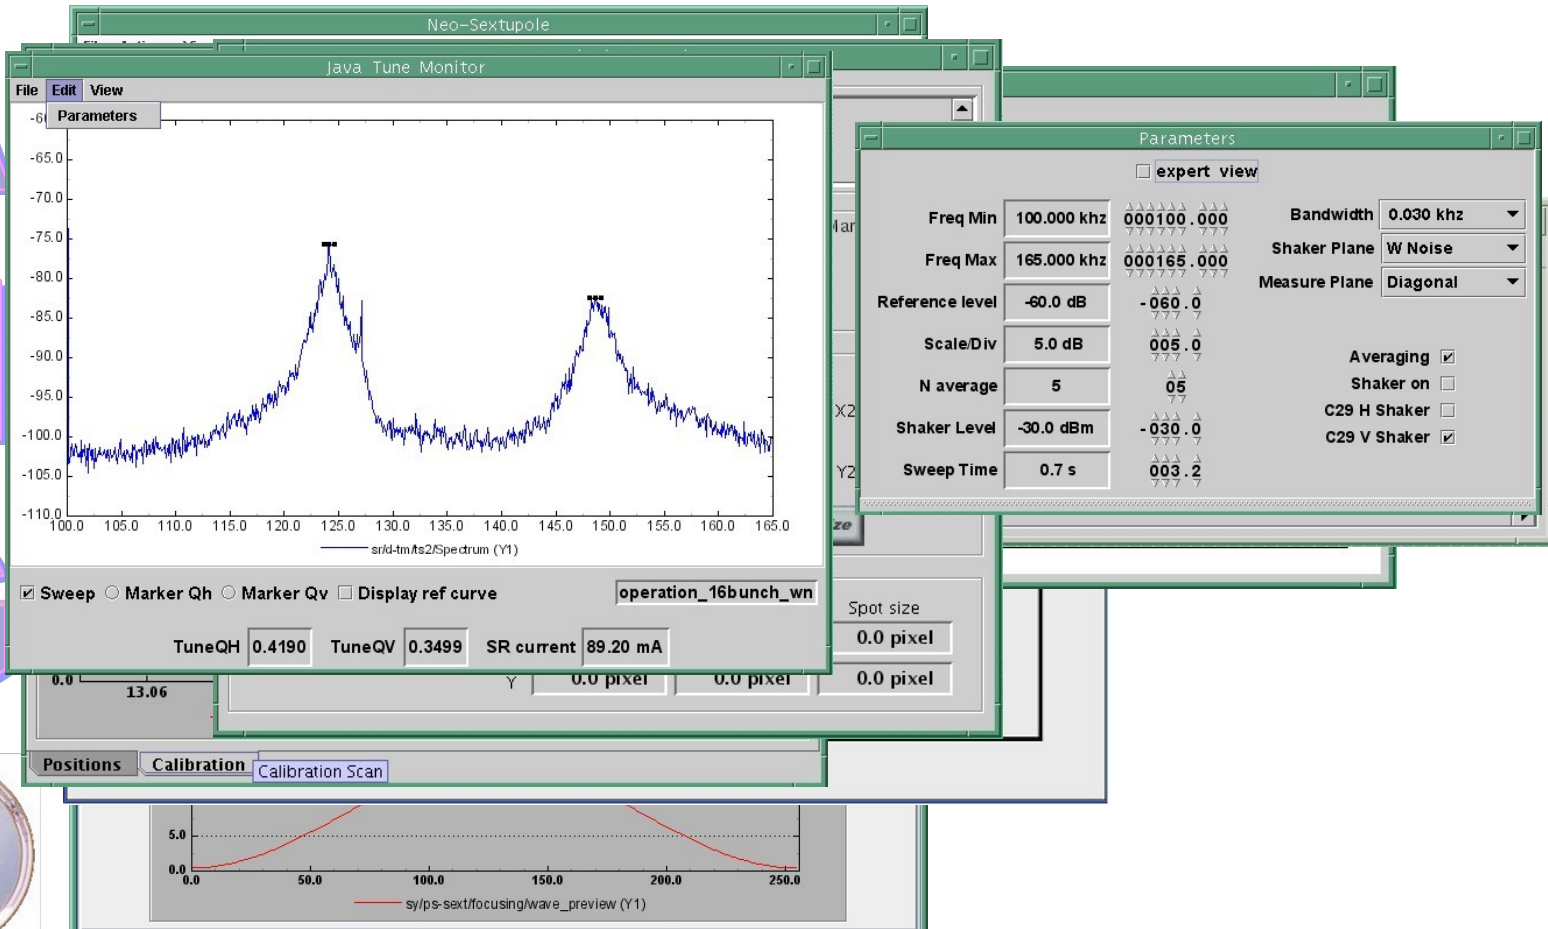 Neo-Sextupole
Java Tune Monitor
File Edit View
Parameters
-65.0
-70.0
-75.0
-80.0
-85.0
-90.0
-95.0
-100.0
-105.0
-110.0
100.0 105.0 110.0 115.0 120.0 125.0 130.0 135.0 140.0 145.0 150.0 155.0 160.0 165.0
sr/d-tm/ts2/Spectrum (Y1)
Sweep Marker Qh Marker Qv Display ref curve operation_16bunch_wn
TuneQH 0.4190 TuneQV 0.3499 SR current 89.20 mA
X2
Y2
Spot size
0.0 pixel
Y 0.0 pixel 0.0 pixel 0.0 pixel
Parameters
expert view
Freq Min 100.000 khz 000100.000 Bandwidth 0.030 khz
Freq Max 165.000 khz 000165.000 Shaker Plane W Noise
Measure Plane Diagonal
Reference level -60.0 dB -060.0
Scale/Div 5.0 dB 005.0
Averaging
N average 5 05 Shaker on
C29 H Shaker
Shaker Level -30.0 dBm -030.0
C29 V Shaker
Sweep Time 0.7 s 003.2
0.0
13.06
Positions Calibration
Calibration Scan
5.0
0.0
0.0 50.0 100.0 150.0 200.0 250.0
sy/ps-sext/focusing/wave_preview (Y1)